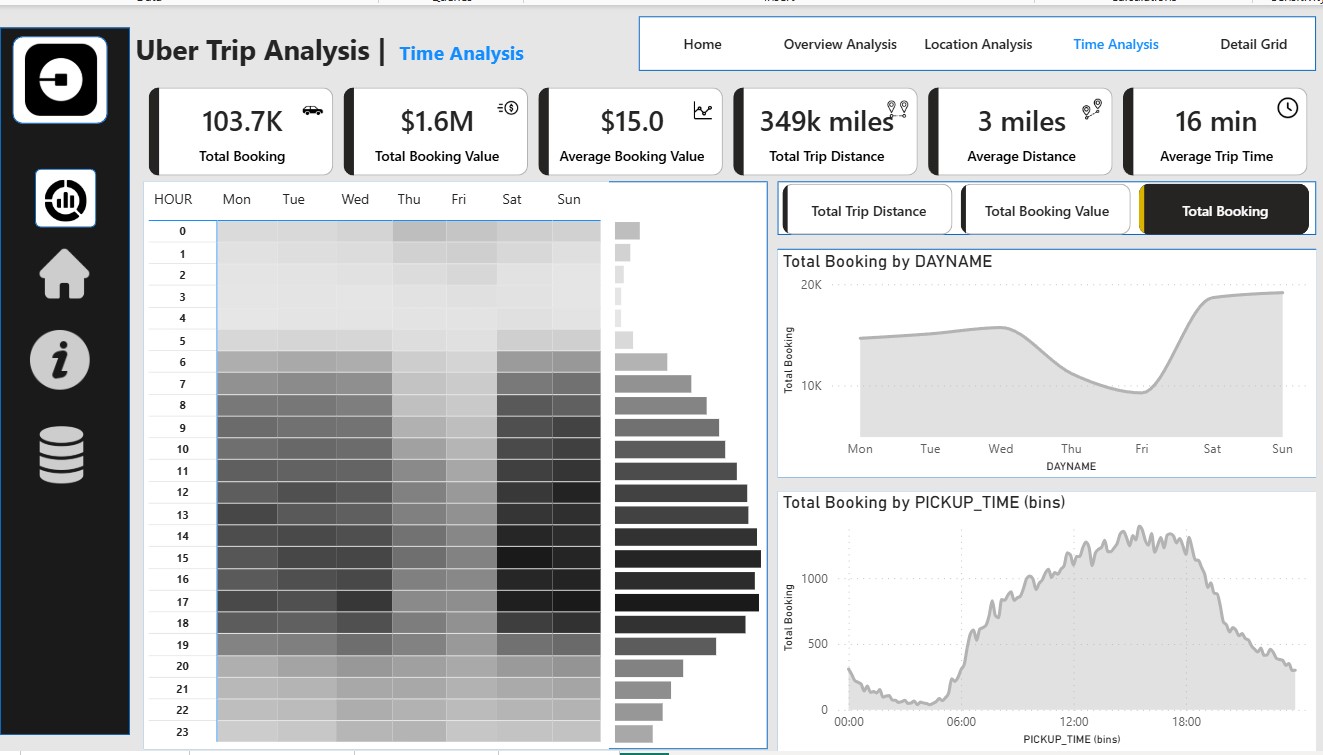 Uber Trip Analysis | Time Analysis
Home Overview Analysis Location Analysis Time Analysis Detail Grid
103.7K
Total Booking
$1.6M
Total Booking Value
$15.0
Average Booking Value
349k miles
Total Trip Distance
3 miles
Average Distance
16 min
Average Trip Time
HOUR Mon Tue Wed Thu Fri Sat Sun
0
1
2
3
4
5
6
7
8
9
10
11
12
13
14
15
16
17
18
19
20
21
22
23
Total Trip Distance Total Booking Value Total Booking
Total Booking by DAYNAME
20K
10K
Total Booking
Mon Tue Wed Thu Fri Sat Sun
DAYNAME
Total Booking by PICKUP_TIME (bins)
1000
500
0
Total Booking
00:00 06:00 12:00 18:00
PICKUP_TIME (bins)